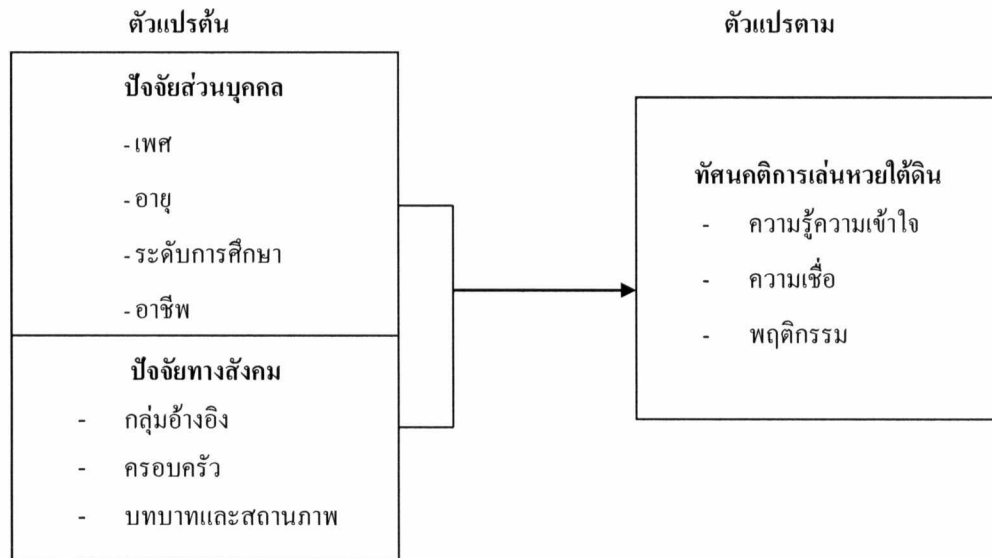 ตัวแปรต้น
ตัวแปรตาม
ปัจจัยส่วนบุคคล
- เพศ
- อายุ
- ระดับการศึกษา
- อาชีพ
ปัจจัยทางสังคม
- กลุ่มอ้างอิง
- ครอบครัว
- บทบาทและสถานภาพ
ทัศนคติการเล่นหวยใต้ดิน
- ความรู้ความเข้าใจ
- ความเชื่อ
- พฤติกรรม